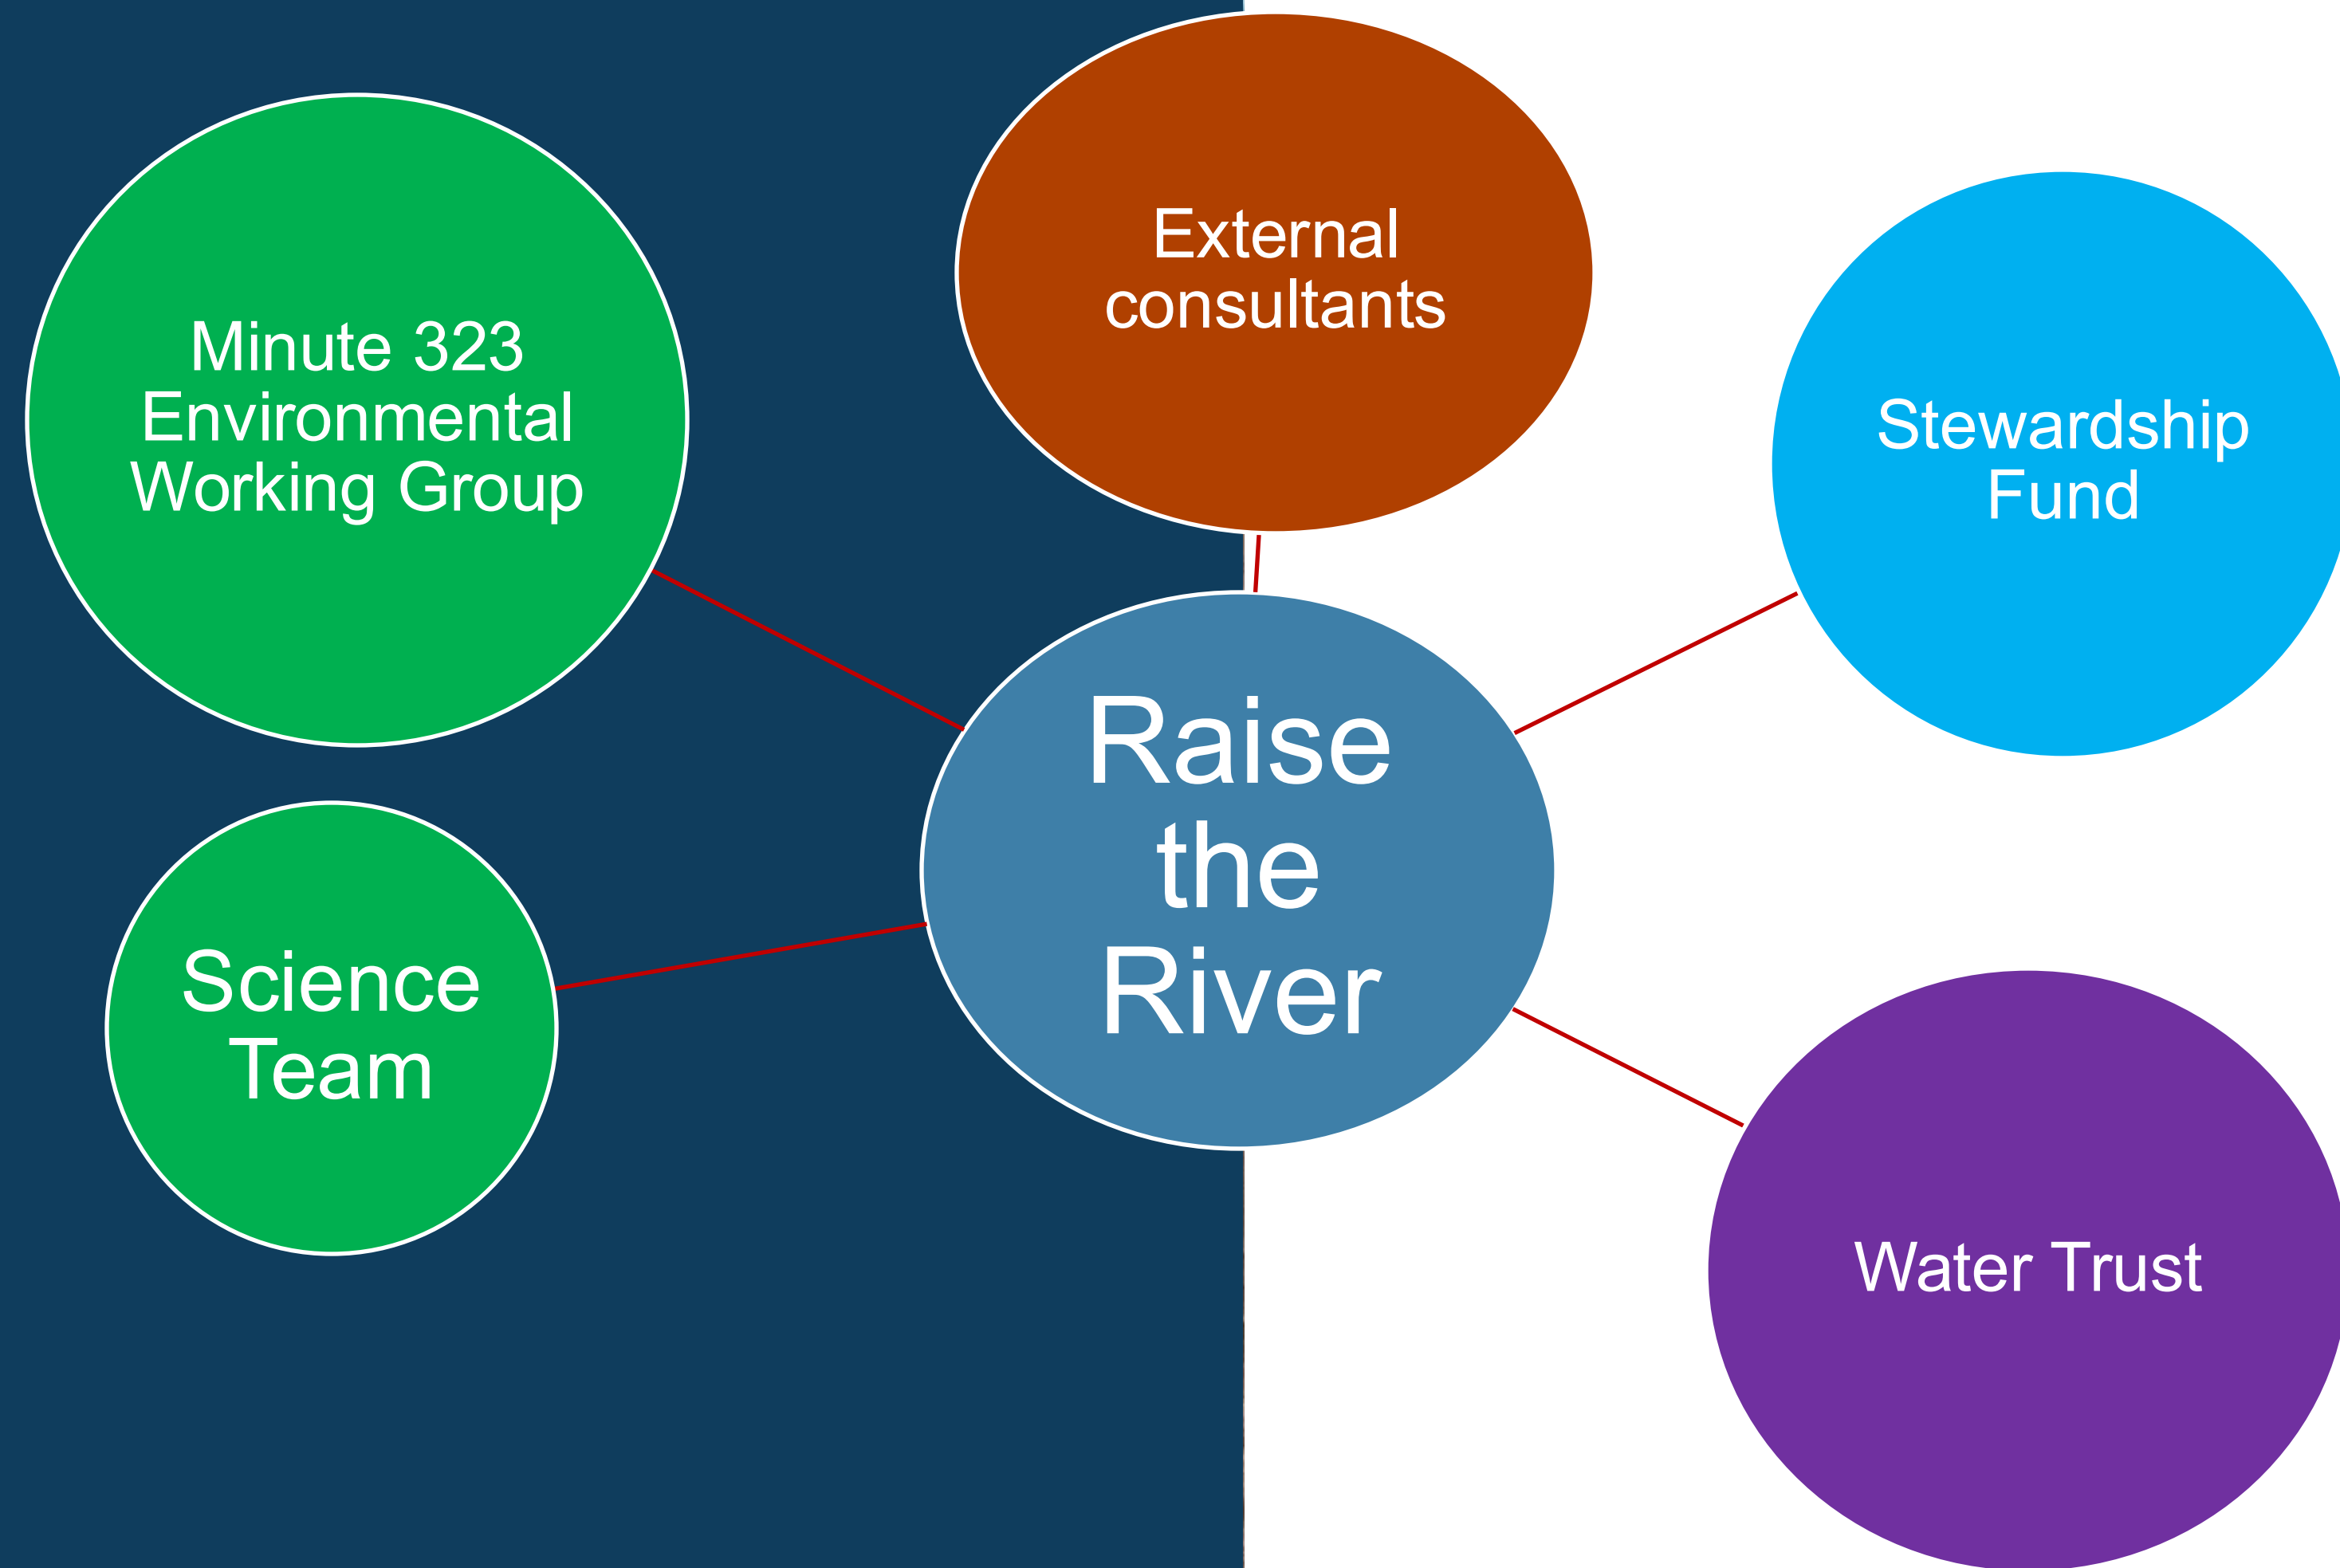 External
consultants
Minute 323
Environmental
Working Group
Stewardship
Fund
Raise
the
River
Science
Team
Water Trust